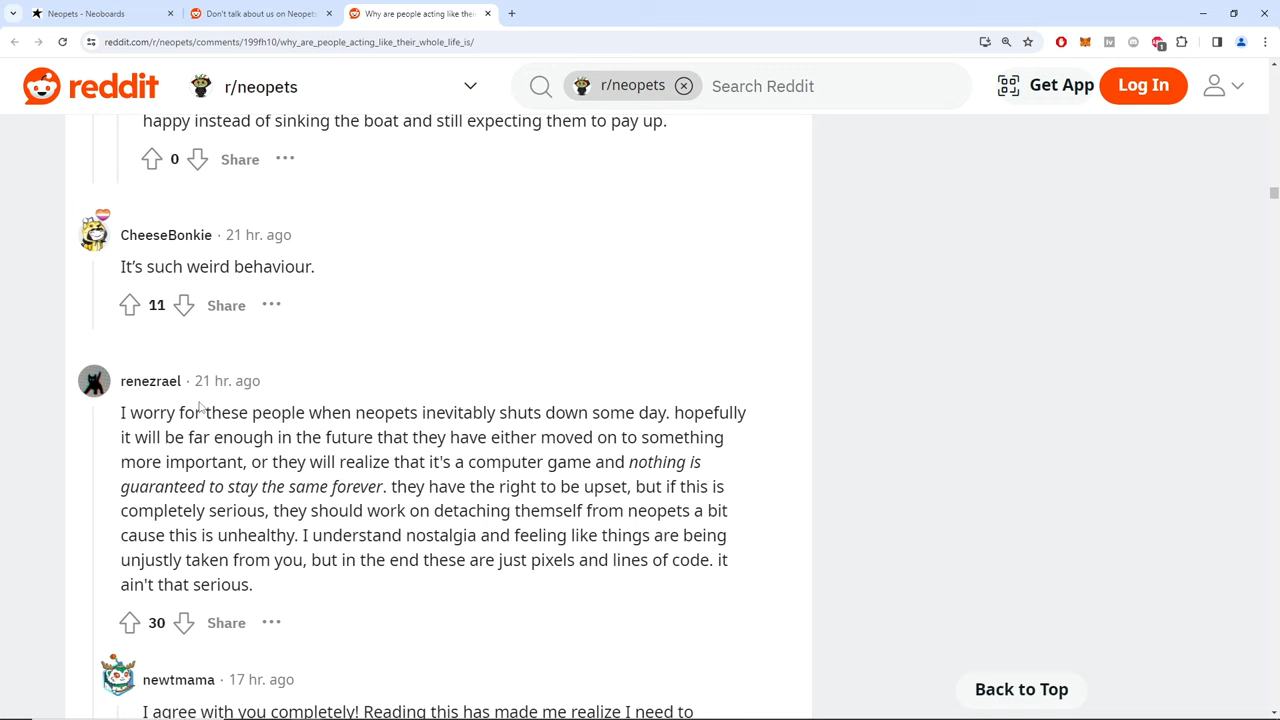 Neopets - Neoboards
Don't talk about us on Neopets
Why are people acting like their
reddit.com/r/neopets/comments/199fh10/why_are_people_acting_like_their_whole_life_is/
reddit
r/neopets
r/neopets
Search Reddit
Get App
Log In
happy instead of sinking the boat and still expecting them to pay up.
0 Share
CheeseBonkie · 21 hr. ago
It's such weird behaviour.
11 Share
renezrael · 21 hr. ago
I worry for these people when neopets inevitably shuts down some day. hopefully
it will be far enough in the future that they have either moved on to something
more important, or they will realize that it's a computer game and nothing is
guaranteed to stay the same forever. they have the right to be upset, but if this is
completely serious, they should work on detaching themself from neopets a bit
cause this is unhealthy. I understand nostalgia and feeling like things are being
unjustly taken from you, but in the end these are just pixels and lines of code. it
ain't that serious.
30 Share
newtmama · 17 hr. ago
I agree with you completely! Reading this has made me realize I need to
Back to Top